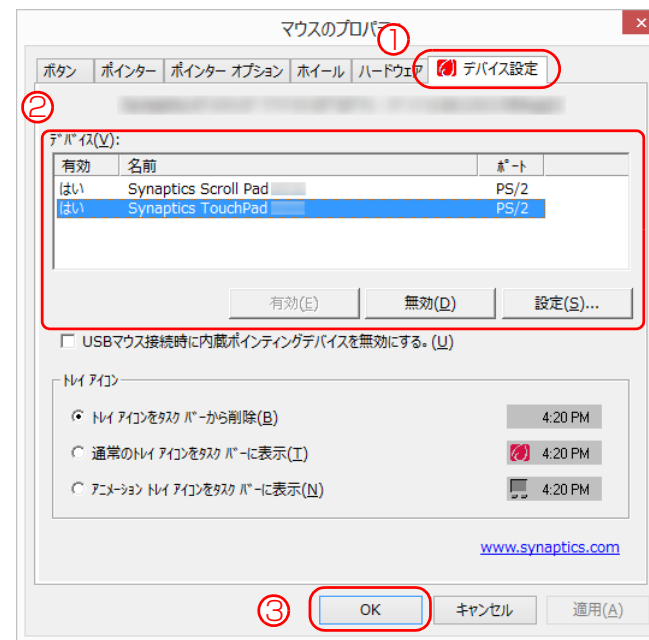 マウスのプロパティ
①
ボタン ポインター ポインター オプション ホイール ハードウェア デバイス設定
②
ﾃﾞﾊﾞｲｽ(V):
有効 名前 ﾎﾟｰﾄ
はい Synaptics Scroll Pad PS/2
はい Synaptics TouchPad PS/2
有効(E) 無効(D) 設定(S)...
USBマウス接続時に内蔵ポインティングデバイスを無効にする。(U)
ﾄﾚｲ ｱｲｺﾝ
ﾄﾚｲ ｱｲｺﾝをﾀｽｸ ﾊﾞｰから削除(B) 4:20 PM
通常のﾄﾚｲ ｱｲｺﾝをﾀｽｸ ﾊﾞｰに表示(T) 4:20 PM
ｱﾆﾒｰｼｮﾝ ﾄﾚｲ ｱｲｺﾝをﾀｽｸ ﾊﾞｰに表示(N) 4:20 PM
www.synaptics.com
③ OK キャンセル 適用(A)